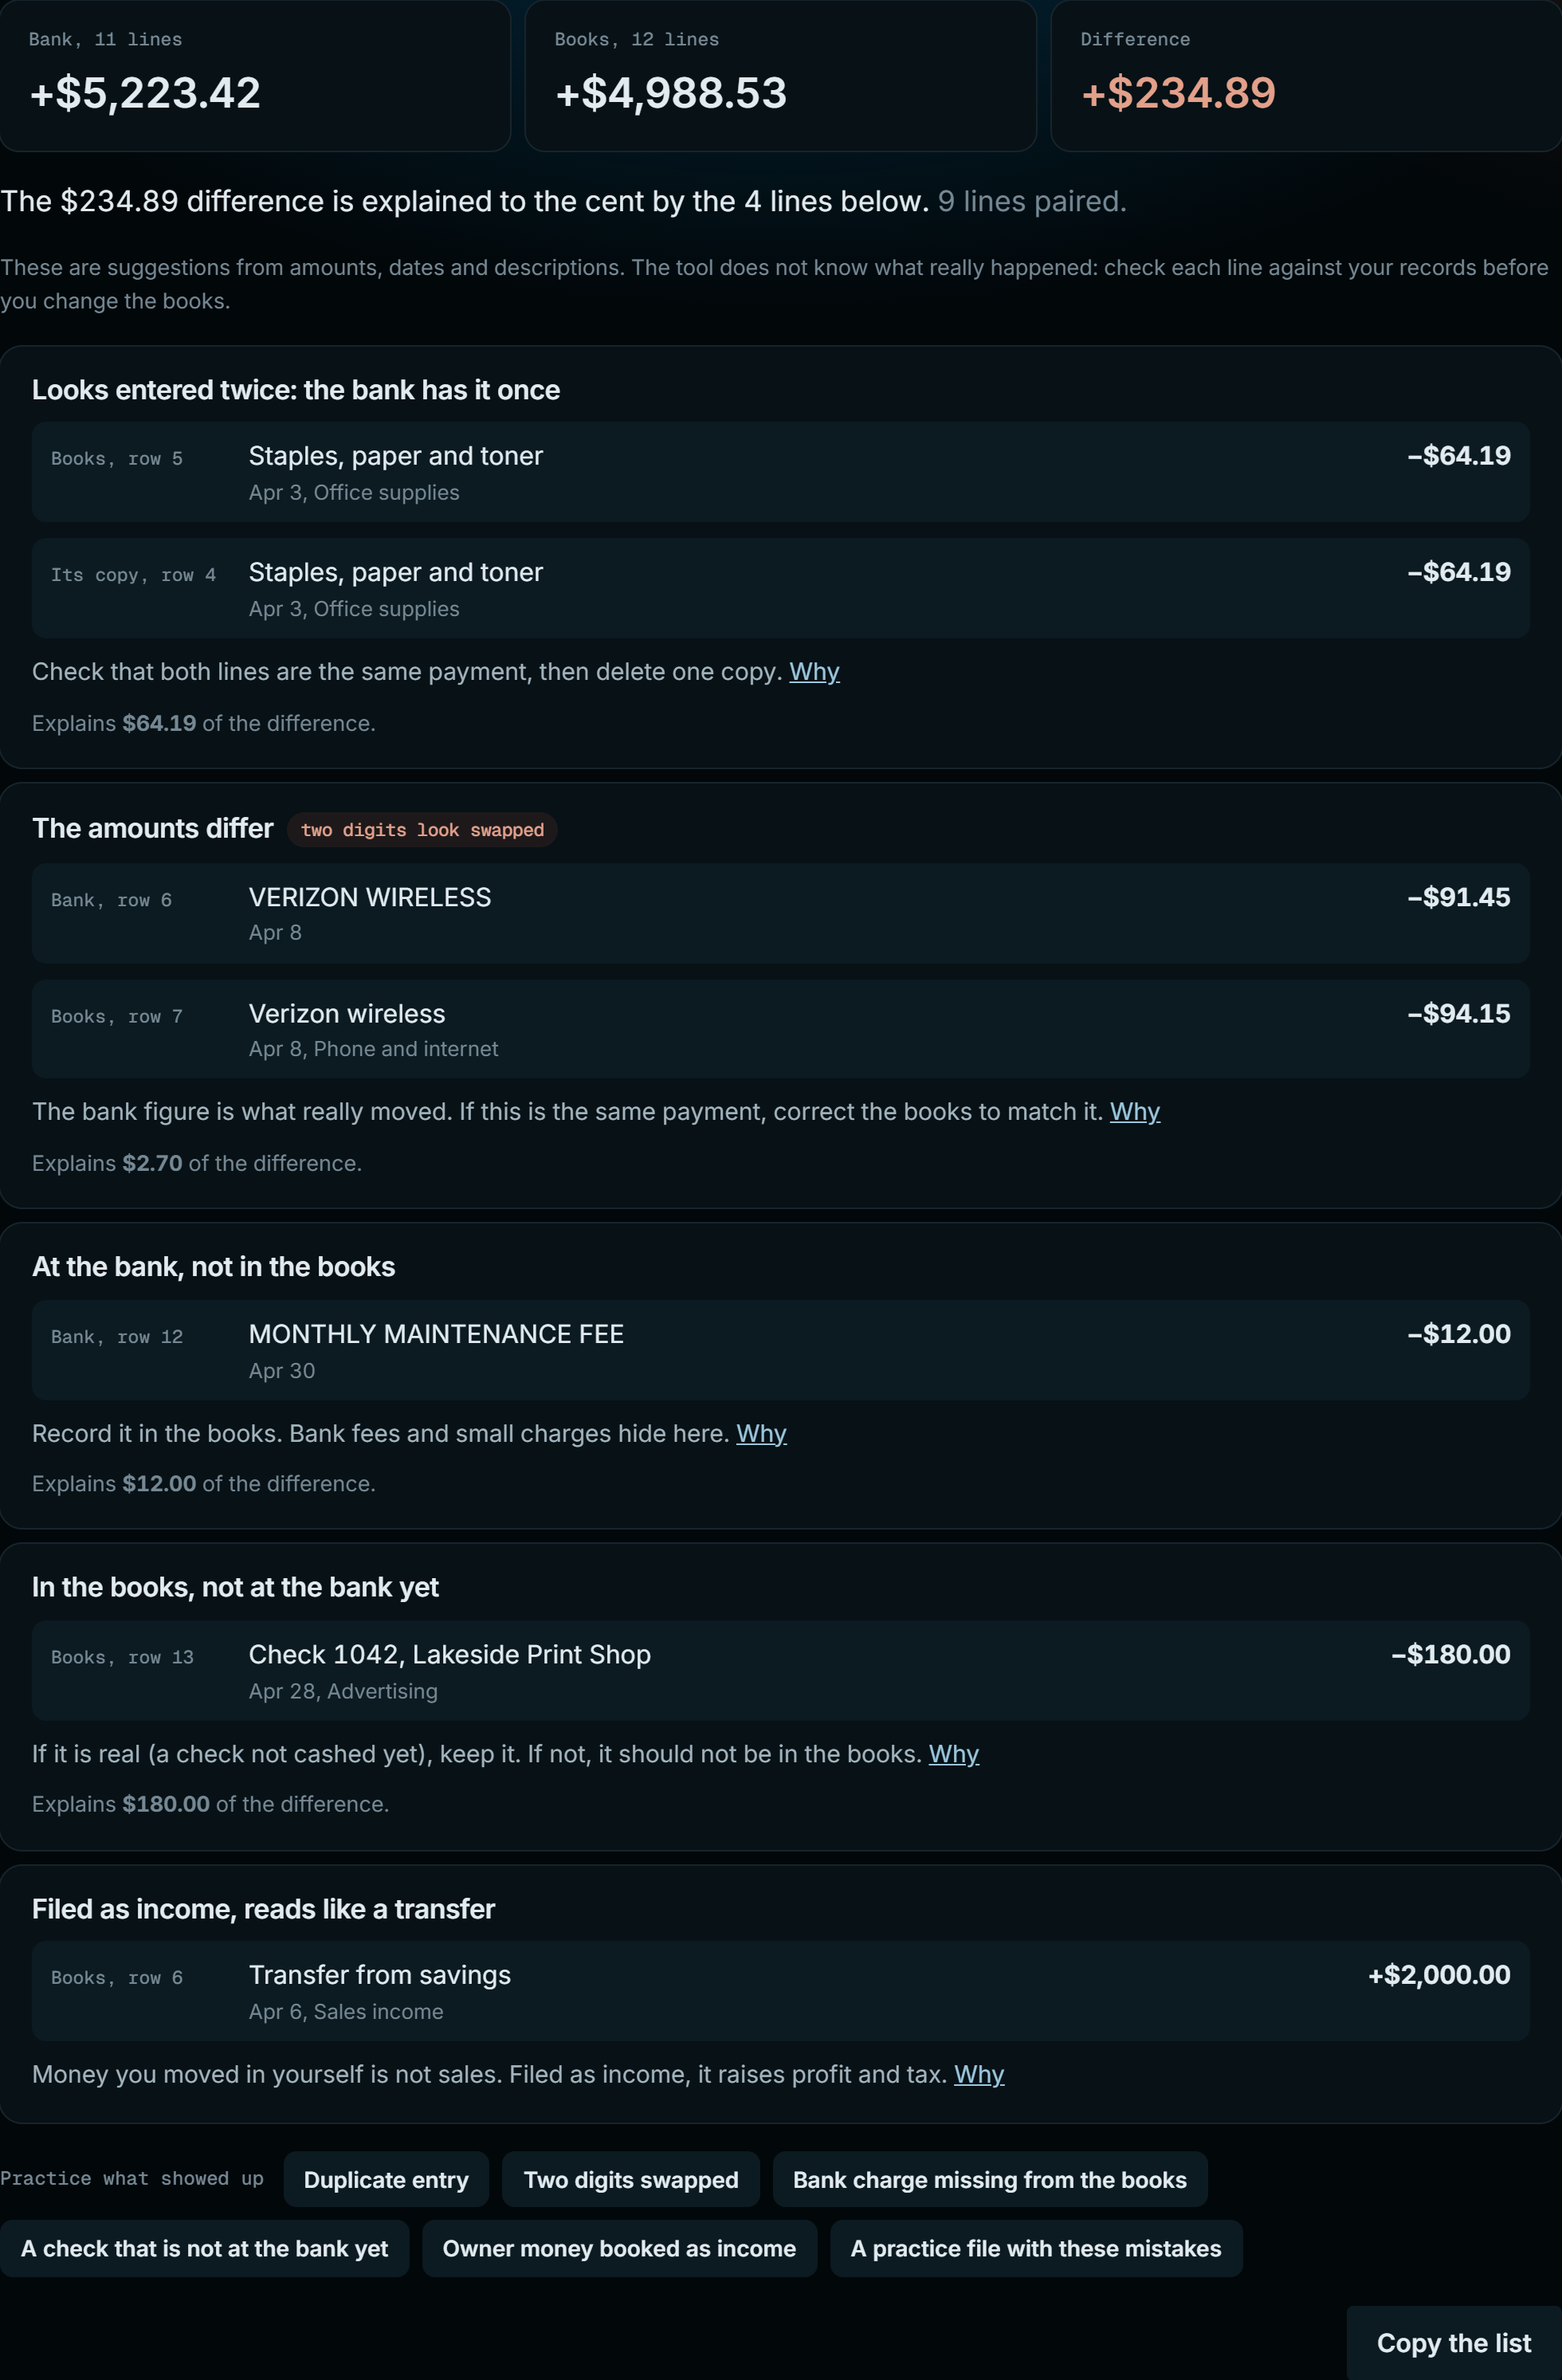 Bank, 11 lines
+$5,223.42
Books, 12 lines
+$4,988.53
Difference
+$234.89
The $234.89 difference is explained to the cent by the 4 lines below. 9 lines paired.
These are suggestions from amounts, dates and descriptions. The tool does not know what really happened: check each line against your records before
you change the books.
Looks entered twice: the bank has it once
Books, row 5
Staples, paper and toner
–$64.19
Apr 3, Office supplies
Its copy, row 4
Staples, paper and toner
–$64.19
Apr 3, Office supplies
Check that both lines are the same payment, then delete one copy. Why
Explains $64.19 of the difference.
The amounts differ
two digits look swapped
Bank, row 6
VERIZON WIRELESS
–$91.45
Apr 8
Books, row 7
Verizon wireless
–$94.15
Apr 8, Phone and internet
The bank figure is what really moved. If this is the same payment, correct the books to match it. Why
Explains $2.70 of the difference.
At the bank, not in the books
Bank, row 12
MONTHLY MAINTENANCE FEE
–$12.00
Apr 30
Record it in the books. Bank fees and small charges hide here. Why
Explains $12.00 of the difference.
In the books, not at the bank yet
Books, row 13
Check 1042, Lakeside Print Shop
–$180.00
Apr 28, Advertising
If it is real (a check not cashed yet), keep it. If not, it should not be in the books. Why
Explains $180.00 of the difference.
Filed as income, reads like a transfer
Books, row 6
Transfer from savings
+$2,000.00
Apr 6, Sales income
Money you moved in yourself is not sales. Filed as income, it raises profit and tax. Why
Practice what showed up
Duplicate entry
Two digits swapped
Bank charge missing from the books
A check that is not at the bank yet
Owner money booked as income
A practice file with these mistakes
Copy the list